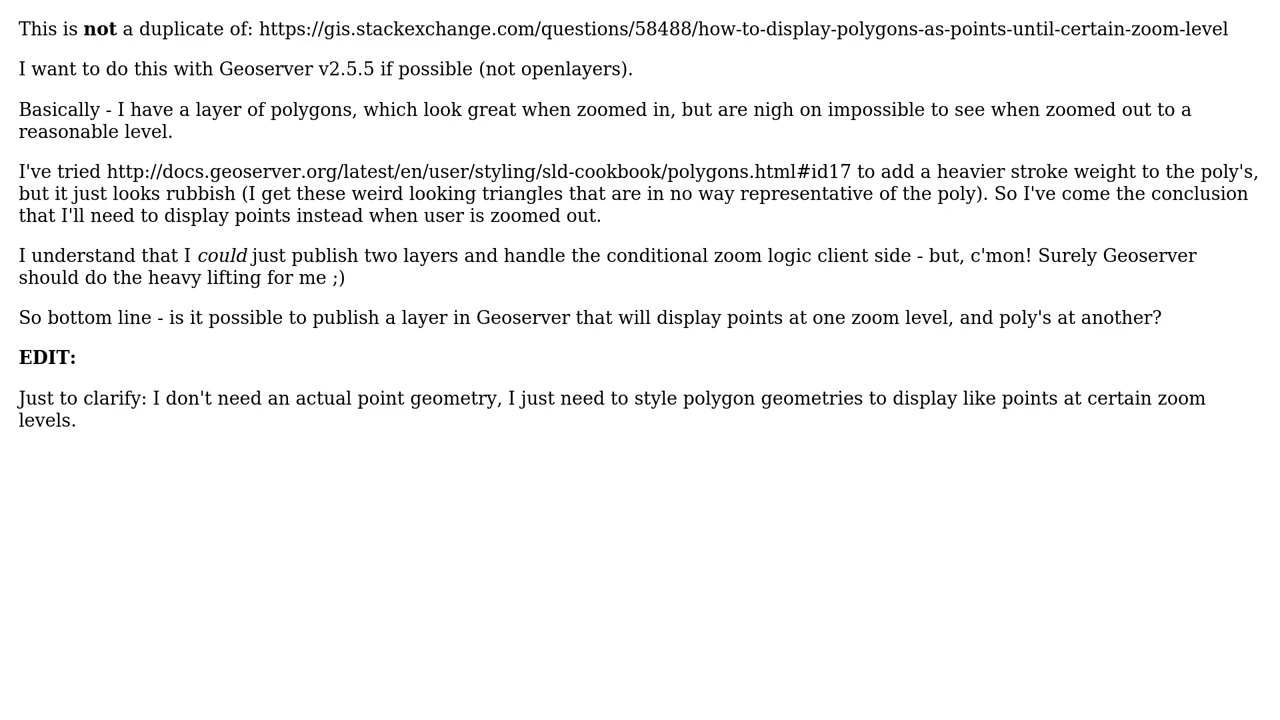 This is not a duplicate of: https://gis.stackexchange.com/questions/58488/how-to-display-polygons-as-points-until-certain-zoom-level
I want to do this with Geoserver v2.5.5 if possible (not openlayers).
Basically - I have a layer of polygons, which look great when zoomed in, but are nigh on impossible to see when zoomed out to a
reasonable level.
I've tried http://docs.geoserver.org/latest/en/user/styling/sld-cookbook/polygons.html#id17 to add a heavier stroke weight to the poly's,
but it just looks rubbish (I get these weird looking triangles that are in no way representative of the poly). So I've come the conclusion
that I'll need to display points instead when user is zoomed out.
I understand that I could just publish two layers and handle the conditional zoom logic client side - but, c'mon! Surely Geoserver
should do the heavy lifting for me ;)
So bottom line - is it possible to publish a layer in Geoserver that will display points at one zoom level, and poly's at another?
EDIT:
Just to clarify: I don't need an actual point geometry, I just need to style polygon geometries to display like points at certain zoom
levels.